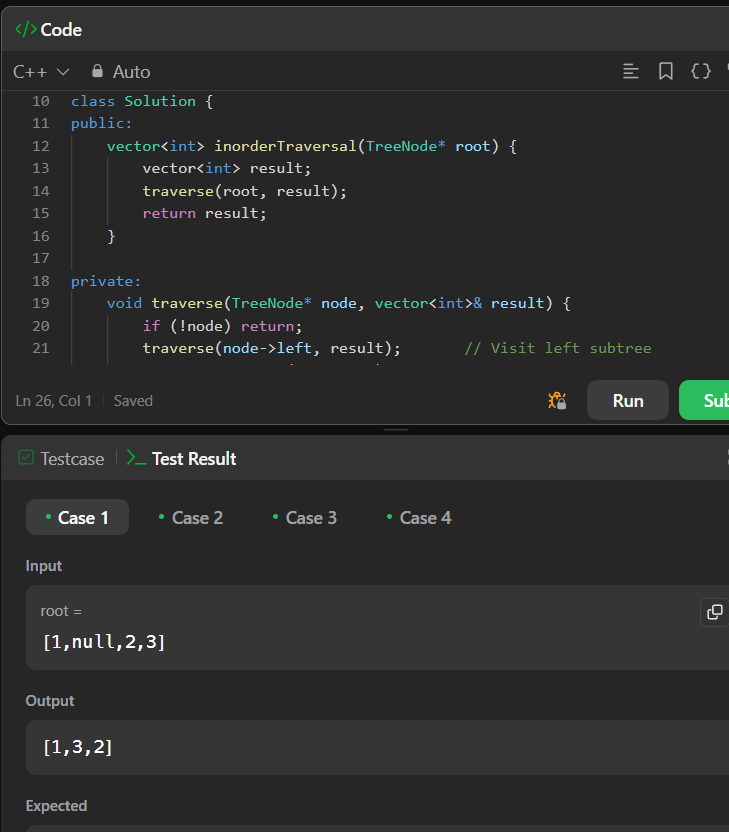 </> Code
C++ Auto
10 class Solution {
11 public:
12 vector<int> inorderTraversal(TreeNode* root) {
13 vector<int> result;
14 traverse(root, result);
15 return result;
16 }
17
18 private:
19 void traverse(TreeNode* node, vector<int>& result) {
20 if (!node) return;
21 traverse(node->left, result); // Visit left subtree
Ln 26, Col 1 | Saved
Run
Sub
Testcase | >_ Test Result
• Case 1 • Case 2 • Case 3 • Case 4
Input
root =
[1,null,2,3]
Output
[1,3,2]
Expected